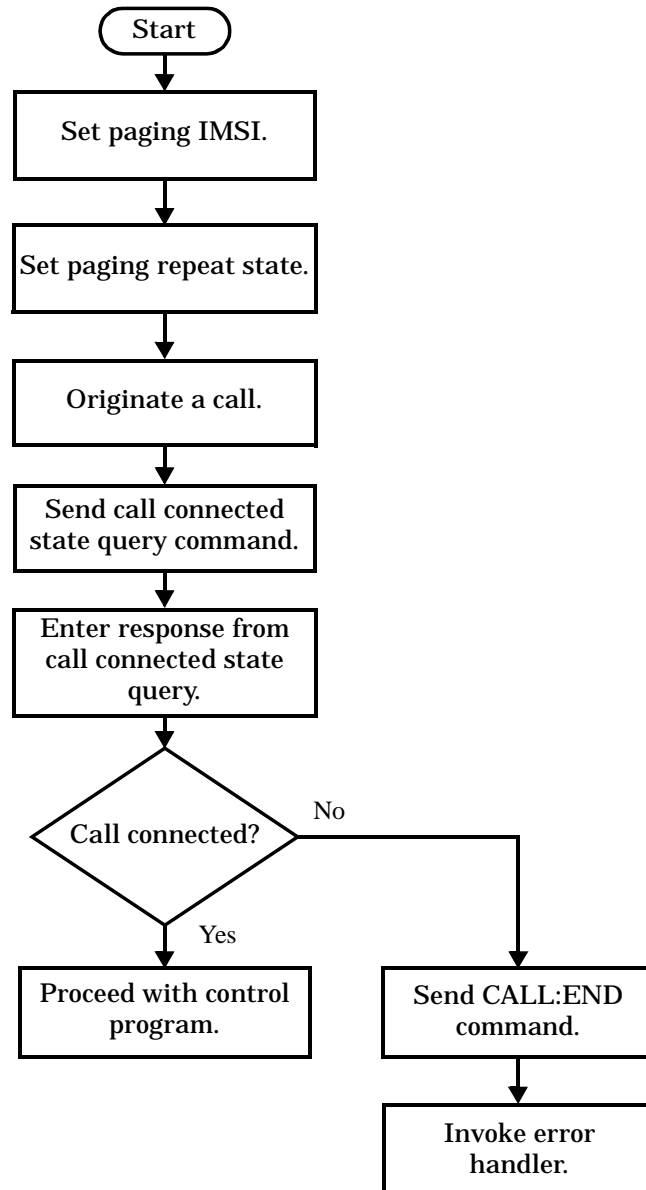 Start
Set paging IMSI.
Set paging repeat state.
Originate a call.
Send call connected
state query command.
Enter response from
call connected state
query.
Call connected?
No
Yes
Proceed with control
program.
Send CALL:END
command.
Invoke error
handler.